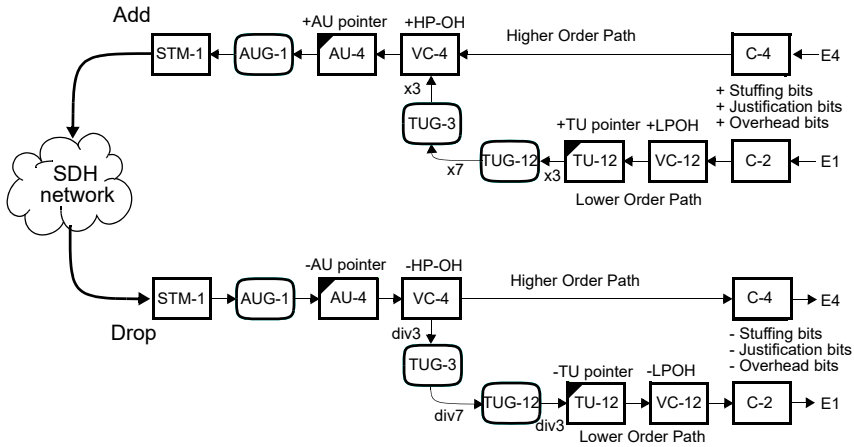 Add
+AU pointer
+HP-OH
Higher Order Path
STM-1
AUG-1
AU-4
VC-4
C-4
E4
x3
+ Stuffing bits
+ Justification bits
+ Overhead bits
TUG-3
+TU pointer
+LPOH
x7
TUG-12
x3
TU-12
VC-12
C-2
E1
Lower Order Path
SDH
network
-AU pointer
-HP-OH
Higher Order Path
STM-1
AUG-1
AU-4
VC-4
C-4
E4
Drop
div3
- Stuffing bits
- Justification bits
- Overhead bits
TUG-3
-TU pointer
-LPOH
div7
TUG-12
div3
TU-12
VC-12
C-2
E1
Lower Order Path